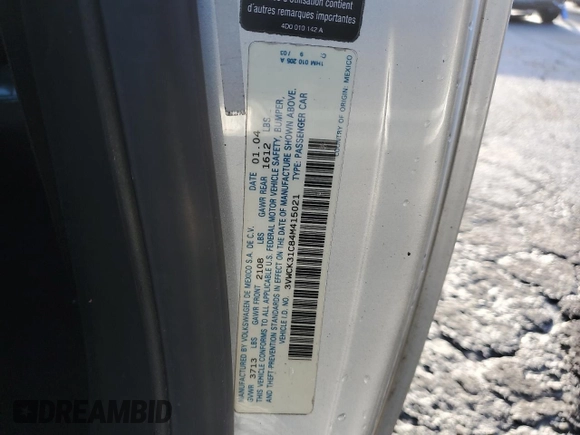 d'utilisation contient
d'autres remarques importantes
4D0 010 142 A
MANUFACTURED BY VOLKSWAGEN DE MEXICO S.A. DE C.V. DATE 01.04
GVWR 3713 LBS GAWR FRONT 2108 LBS GAWR REAR 1612 LBS.
THIS VEHICLE CONFORMS TO ALL APPLICABLE U.S. FEDERAL MOTOR VEHICLE SAFETY, BUMPER,
AND THEFT-PREVENTION STANDARDS IN EFFECT ON THE DATE OF MANUFACTURE SHOWN ABOVE.
VEHICLE I.D. NO. 3VWCK31C84M415021 TYPE: PASSENGER CAR
COUNTRY OF ORIGIN: MEXICO
1HM 010 205 A
DREAMBID